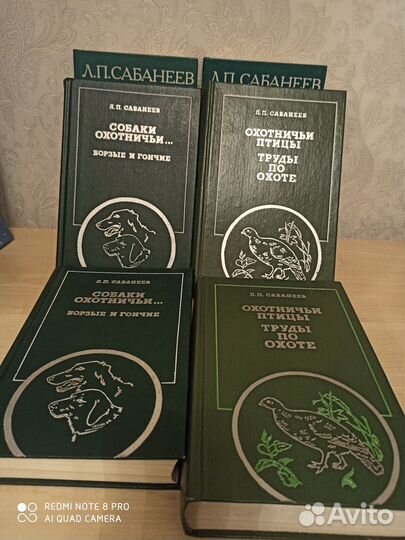 Л.П.САБАНЕЕВ
Л.П.САБАНЕЕВ
Л.П. САБАНЕЕВ
СОБАКИ
ОХОТНИЧЬИ...
БОРЗЫЕ И ГОНЧИЕ
Л.П. САБАНЕЕВ
ОХОТНИЧЬИ
ПТИЦЫ
ТРУДЫ
ПО
ОХОТЕ
Л.П. САБАНЕЕВ
СОБАКИ
ОХОТНИЧЬИ...
БОРЗЫЕ И ГОНЧИЕ
Л.П. САБАНЕЕВ
ОХОТНИЧЬИ
ПТИЦЫ
ТРУДЫ
ПО
ОХОТЕ
REDMI NOTE 8 PRO
AI QUAD CAMERA
Avito